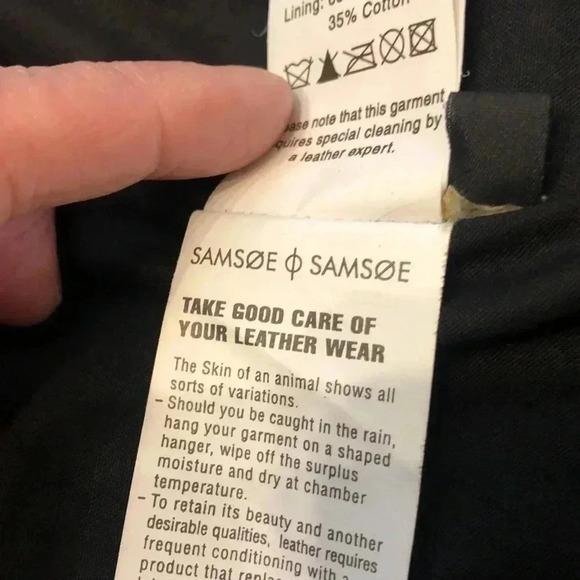 Lining:
35% Cotton
note that this garment
special cleaning by
a leather expert.
SAMSØE ϕ SAMSØE
TAKE GOOD CARE OF
YOUR LEATHER WEAR
The Skin of an animal shows all
sorts of variations.
- Should you be caught in the rain,
hang your garment on a shaped
hanger, wipe off the surplus
moisture and dry at chamber
temperature.
- To retain its beauty and another
desirable qualities, leather requires
frequent conditioning with a
product that